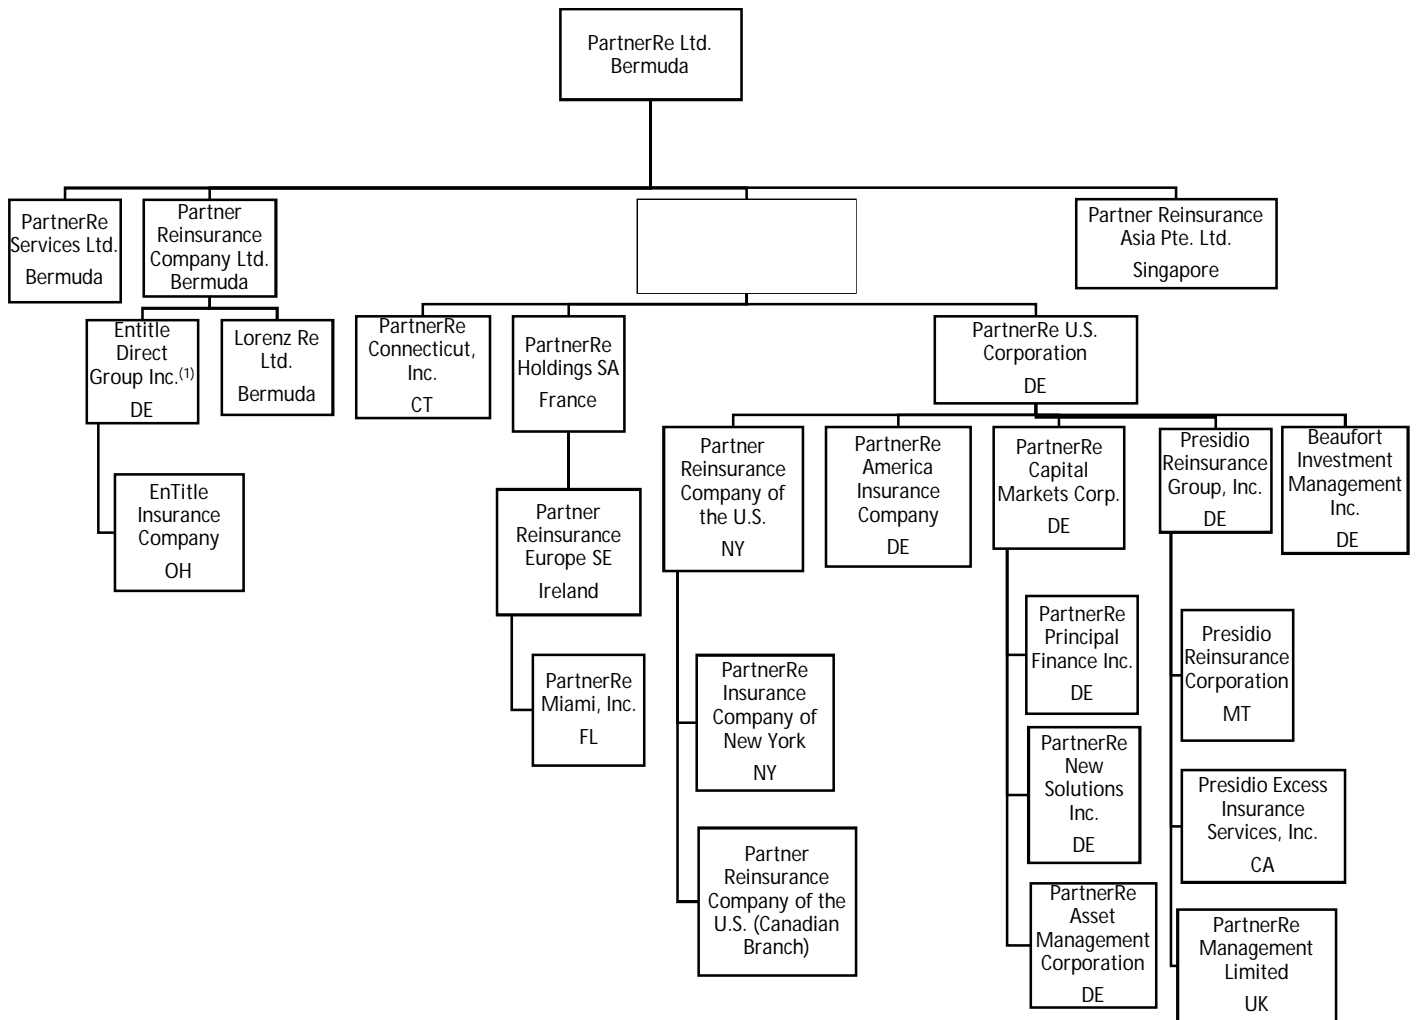 PartnerRe Ltd.
Bermuda
PartnerRe
Services Ltd.
Bermuda
Partner
Reinsurance
Company Ltd.
Bermuda
Partner Reinsurance
Asia Pte. Ltd.
Singapore
Entitle
Direct
Group Inc.(1)
DE
Lorenz Re
Ltd.
Bermuda
PartnerRe
Connecticut,
Inc.
CT
PartnerRe
Holdings SA
France
PartnerRe U.S.
Corporation
DE
EnTitle
Insurance
Company
OH
Partner
Reinsurance
Europe SE
Ireland
PartnerRe
Miami, Inc.
FL
Partner
Reinsurance
Company of
the U.S.
NY
PartnerRe
America
Insurance
Company
DE
PartnerRe
Capital
Markets Corp.
DE
Presidio
Reinsurance
Group, Inc.
DE
Beaufort
Investment
Management
Inc.
DE
PartnerRe
Insurance
Company of
New York
NY
Partner
Reinsurance
Company of the
U.S. (Canadian
Branch)
PartnerRe
Principal
Finance Inc.
DE
PartnerRe
New
Solutions
Inc.
DE
PartnerRe
Asset
Management
Corporation
DE
Presidio
Reinsurance
Corporation
MT
Presidio Excess
Insurance
Services, Inc.
CA
PartnerRe
Management
Limited
UK